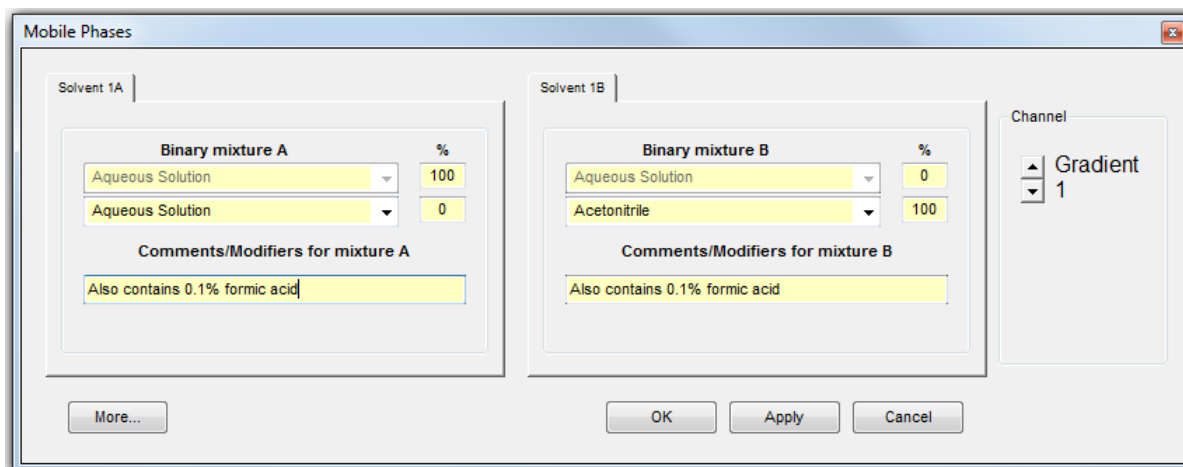 Mobile Phases
Solvent 1A
Binary mixture A %
Aqueous Solution 100
Aqueous Solution 0
Comments/Modifiers for mixture A
Also contains 0.1% formic acid
Solvent 1B
Binary mixture B %
Aqueous Solution 0
Acetonitrile 100
Comments/Modifiers for mixture B
Also contains 0.1% formic acid
Channel
Gradient
1
More...
OK
Apply
Cancel